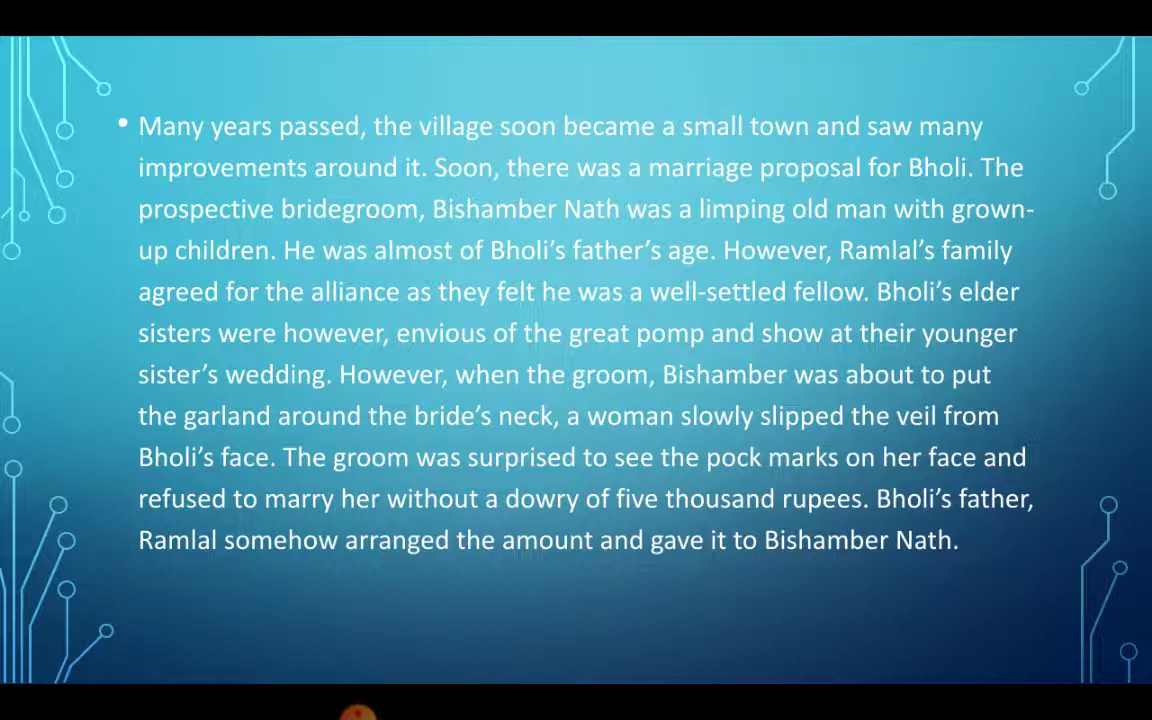 • Many years passed, the village soon became a small town and saw many
improvements around it. Soon, there was a marriage proposal for Bholi. The
prospective bridegroom, Bishamber Nath was a limping old man with grown-
up children. He was almost of Bholi’s father’s age. However, Ramlal’s family
agreed for the alliance as they felt he was a well-settled fellow. Bholi’s elder
sisters were however, envious of the great pomp and show at their younger
sister’s wedding. However, when the groom, Bishamber was about to put
the garland around the bride’s neck, a woman slowly slipped the veil from
Bholi’s face. The groom was surprised to see the pock marks on her face and
refused to marry her without a dowry of five thousand rupees. Bholi’s father,
Ramlal somehow arranged the amount and gave it to Bishamber Nath.